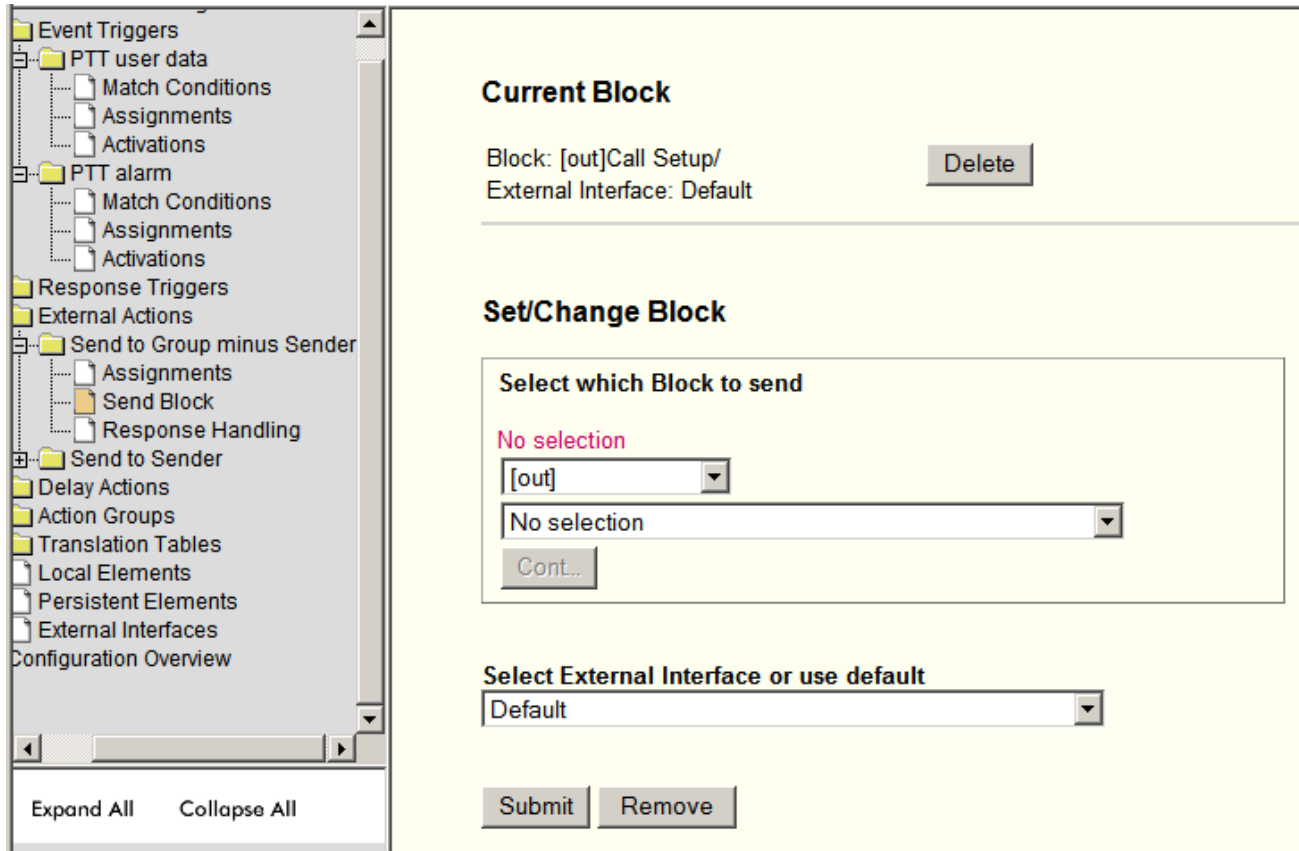 Event Triggers
PTT user data
Match Conditions
Assignments
Activations
PTT alarm
Match Conditions
Assignments
Activations
Response Triggers
External Actions
Send to Group minus Sender
Assignments
Send Block
Response Handling
Send to Sender
Delay Actions
Action Groups
Translation Tables
Local Elements
Persistent Elements
External Interfaces
Configuration Overview
Expand All Collapse All
Current Block
Block: [out]Call Setup/
External Interface: Default
Delete
Set/Change Block
Select which Block to send
No selection
[out]
No selection
Cont...
Select External Interface or use default
Default
Submit Remove